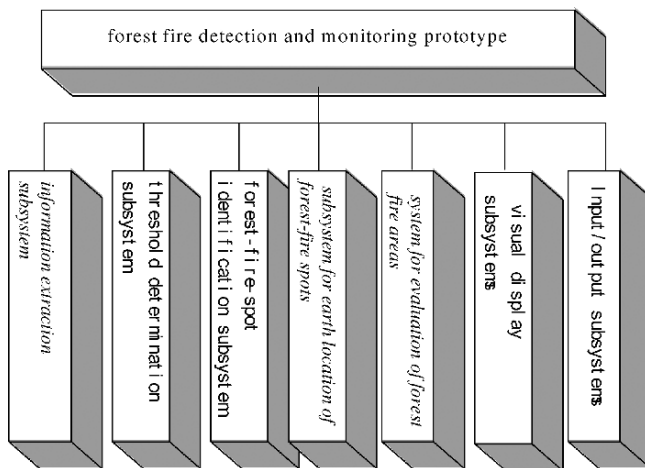 forest fire detection and monitoring prototype
information extraction
subsystem
threshold determination
subsystem
forest-fire-spot
identification subsystem
subsystem for earth location of
forest-fire spots
system for evaluation of forest
fire areas
visual display
subsystems
Input/output subsystems